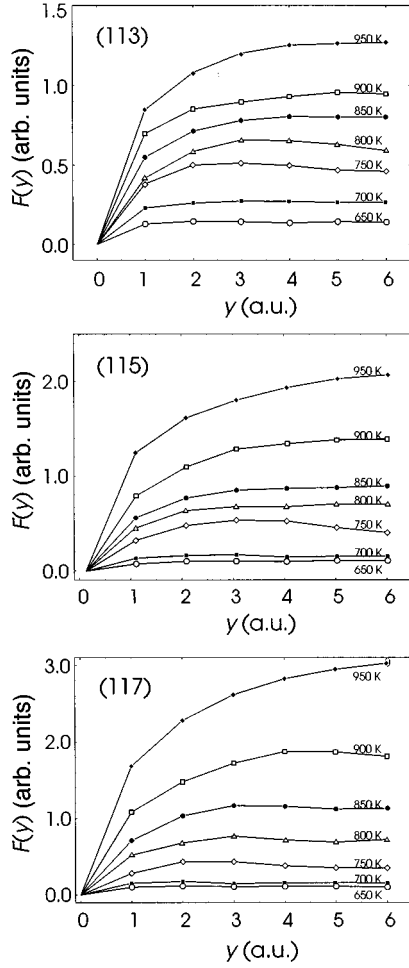 (113)
F(y) (arb. units)
1.5
1.0
0.5
0.0
950 K
900 K
850 K
800 K
750 K
700 K
650 K
0 1 2 3 4 5 6
y (a.u.)
(115)
F(y) (arb. units)
2.0
1.0
0.0
950 K
900 K
850 K
800 K
750 K
700 K
650 K
0 1 2 3 4 5 6
y (a.u.)
(117)
F(y) (arb. units)
3.0
2.0
1.0
0.0
950 K
900 K
850 K
800 K
750 K
700 K
650 K
0 1 2 3 4 5 6
y (a.u.)